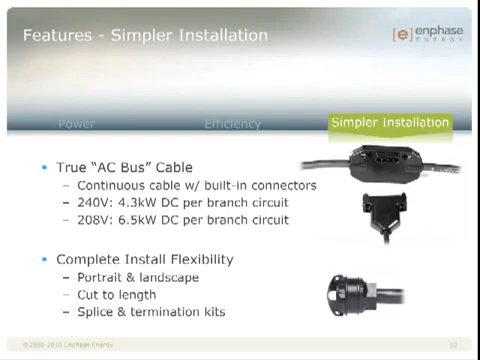 Features - Simpler Installation
[e] enphase
ENERGY
Power
Efficiency
Simpler Installation
▪ True “AC Bus” Cable
– Continuous cable w/ built-in connectors
– 240V: 4.3kW DC per branch circuit
– 208V: 6.5kW DC per branch circuit
▪ Complete Install Flexibility
– Portrait & landscape
– Cut to length
– Splice & termination kits
©2008-2010 Enphase Energy